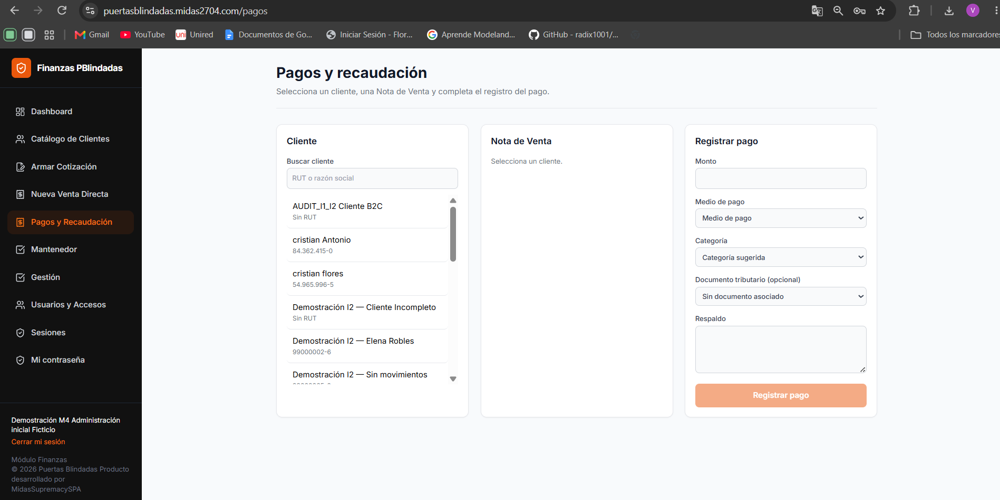 puertasblindadas.midas2704.com/pagos
V
Gmail
YouTube
uni
Unired
Documentos de Go...
Iniciar Sesión - Flor...
Aprende Modeland...
GitHub - radix1001/...
Todos los marcadores
Finanzas PBlindadas
Dashboard
Catálogo de Clientes
Armar Cotización
Nueva Venta Directa
Pagos y Recaudación
Mantenedor
Gestión
Usuarios y Accesos
Sesiones
Mi contraseña
Demostración M4 Administración
inicial Ficticio
Cerrar mi sesión
Módulo Finanzas
© 2026 Puertas Blindadas Producto
desarrollado por
MidasSupremacySPA
Pagos y recaudación
Selecciona un cliente, una Nota de Venta y completa el registro del pago.
Cliente
Buscar cliente
RUT o razón social
AUDIT_I1_I2 Cliente B2C
Sin RUT
cristian Antonio
84.362.415-0
cristian flores
54.965.996-5
Demostración I2 — Cliente Incompleto
Sin RUT
Demostración I2 — Elena Robles
99000002-6
Demostración I2 — Sin movimientos
Nota de Venta
Selecciona un cliente.
Registrar pago
Monto
Medio de pago
Medio de pago
Categoría
Categoría sugerida
Documento tributario (opcional)
Sin documento asociado
Respaldo
Registrar pago